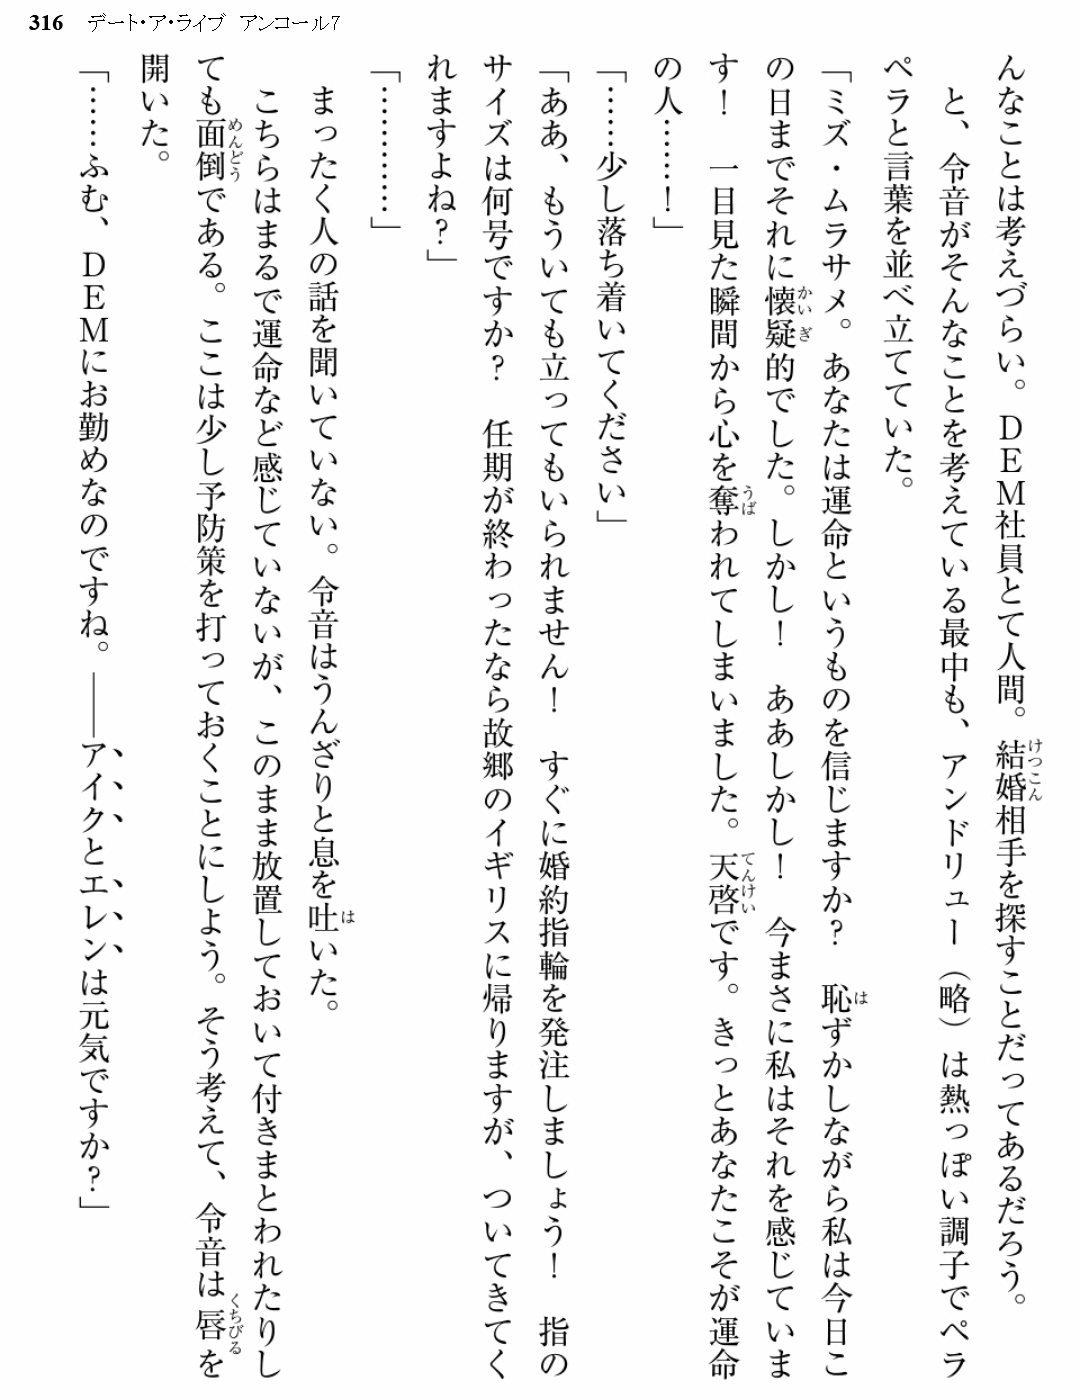 316 デート・ア・ライブ アンコール7
んなことは考えづらい。DEM社員とて人間。結婚相手を探すことだってあるだろう。
　と、令音がそんなことを考えている最中も、アンドリュー（略）は熱っぽい調子でペラ
ペラと言葉を並べ立てていた。
「ミズ・ムラサメ。あなたは運命というものを信じますか？　恥ずかしながら私は今日こ
の日までそれに懐疑的でした。しかし！　ああしかし！　今まさに私はそれを感じていま
す！　一目見た瞬間から心を奪われてしまいました。天啓です。きっとあなたこそが運命
の人……！」
「……少し落ち着いてください」
「ああ、もういても立ってもいられません！　すぐに婚約指輪を発注しましょう！　指の
サイズは何号ですか？　任期が終わったなら故郷のイギリスに帰りますが、ついてきてく
れますよね？」
「…………」
　まったく人の話を聞いていない。令音はうんざりと息を吐いた。
　こちらはまるで運命など感じていないが、このまま放置しておいて付きまとわれたりし
ても面倒である。ここは少し予防策を打っておくことにしよう。そう考えて、令音は唇を
開いた。
「……ふむ、DEMにお勤めなのですね。――アイクとエレンは元気ですか？」